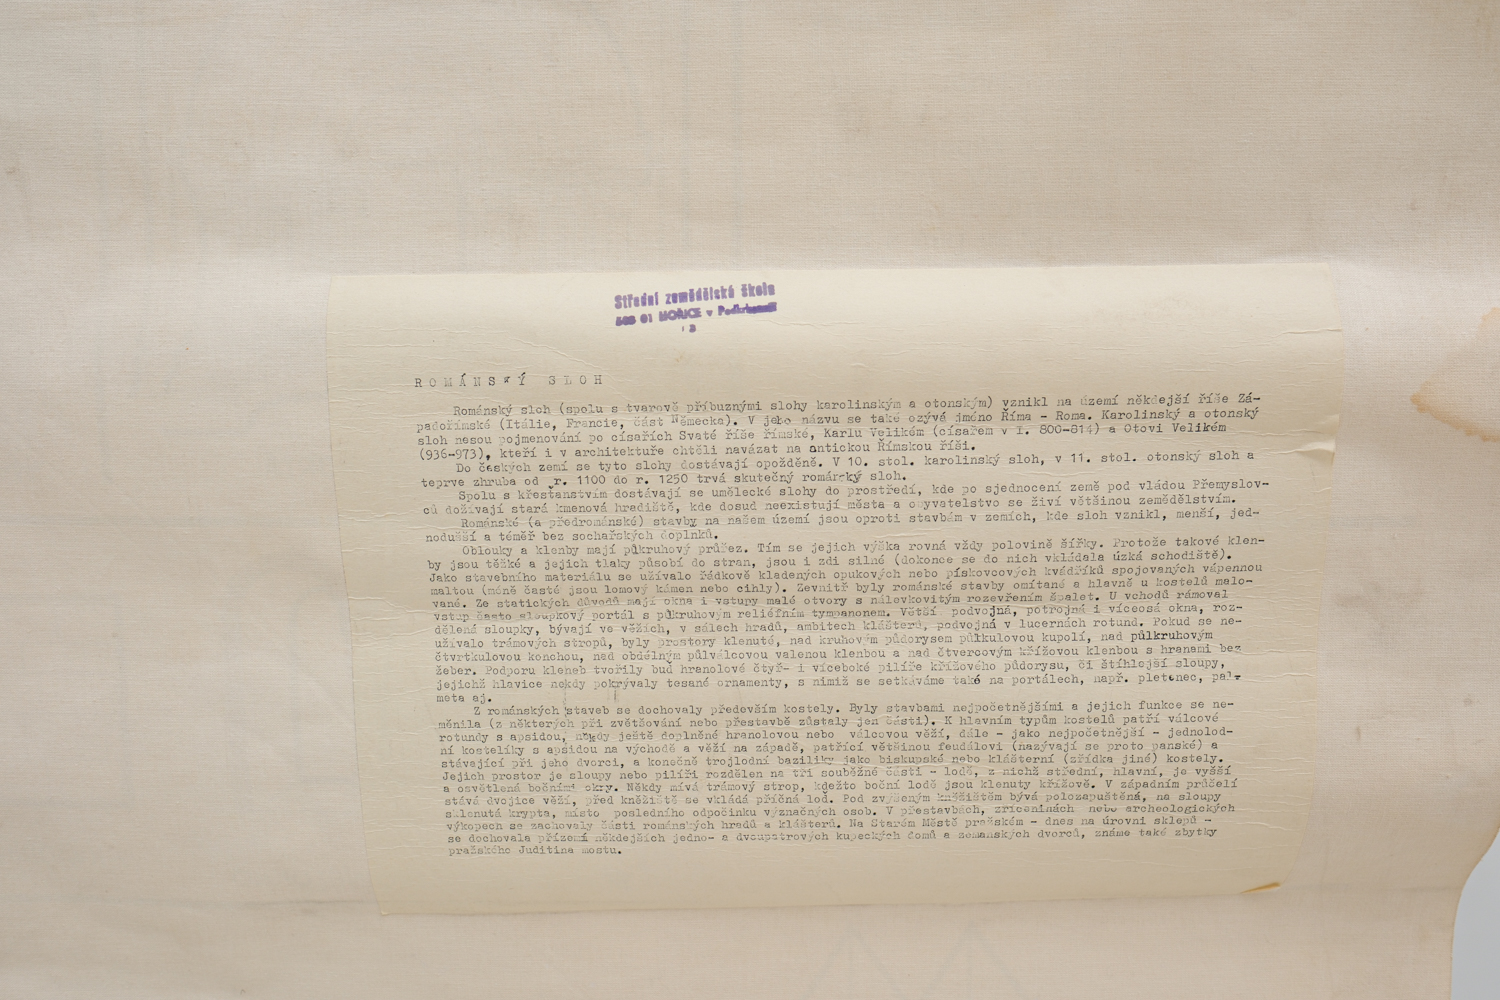 Střední zemědělská škola
508 01 HOŘICE v Podkrkonoší
3
ROMÁNSKÝ SLOH
Románský sloh (spolu s tvarově příbuznými slohy karolinským a otonským) vznikl na území někdejší říše Zá-
padořímské (Itálie, Francie, část Německa). V jeho názvu se také ozývá jméno Říma - Roma. Karolinský a otonský
sloh nesou pojmenování po císařích Svaté říše římské, Karlu Velikém (císařem v l. 800-814) a Otovi Velikém
(936-973), kteří i v architektuře chtěli navázat na antickou Římskou říši.
Do českých zemí se tyto slohy dostávají opožděně. V 10. stol. karolinský sloh, v 11. stol. otonský sloh a
teprve zhruba od r. 1100 do r. 1250 trvá skutečný románský sloh.
Spolu s křesťanstvím dostávají se umělecké slohy do prostředí, kde po sjednocení země pod vládou Přemyslov-
ců dožívají stará kmenová hradiště, kde dosud neexistují města a obyvatelstvo se živí většinou zemědělstvím.
Románské (a předrománské) stavby na našem území jsou oproti stavbám v zemích, kde sloh vznikl, menší, jed-
nodušší a téměř bez sochařských doplnků.
Oblouky a klenby mají půkruhový průřez. Tím se jejich výška rovná vždy polovině šířky. Protože takové klen-
by jsou těžké a jejich tlaky působí do stran, jsou i zdi silné (dokonce se do nich vkládala úzká schodiště).
Jako stavebního materiálu se užívalo řádkově kladených opukových nebo pískovcových kvádříků spojovaných vápennou
maltou (méně časté jsou lomový kámen nebo cihly). Zevnitř byly románské stavby omítané a hlavně u kostelů malo-
vané. Ze statických důvodů mají okna i vstupy malé otvory s nálevkovitým rozevřením špalet. U vchodů rámoval
vstup často sloupkový portál s půkruhovým reliéfním tympanonem. Větší podvojná, potrojná i víceosá okna, roz-
dělená sloupky, bývají ve věžích, v sálech hradů, ambitech klášterů, podvojná v lucernách rotund. Pokud se ne-
užívalo trámových stropů, byly prostory klenuté, nad kruhovým půdorysem půlkulovou kupolí, nad půlkruhovým
čtvrtkulovou konchou, nad obdélným půlválcovou valenou klenbou a nad čtvercovým křížovou klenbou s hranami bez
žeber. Podporu kleneb tvořily buď hranolové čtyř- i víceboké pilíře křížového půdorysu, či štíhlejší sloupy,
jejichž hlavice někdy pokrývaly tesané ornamenty, s nimiž se setkáváme také na portálech, např. pletenec, pal-
meta aj.
Z románských staveb se dochovaly především kostely. Byly stavbami nejpočetnějšími a jejich funkce se ne-
měnila (z některých při zvětšování nebo přestavbě zůstaly jen části). K hlavním typům kostelů patří válcové
rotundy s apsidou, někdy ještě doplněné hranolovou nebo válcovou věží, dále - jako nejpočetnější - jednolod-
ní kostelíky s apsidou na východě a věží na západě, patřící většinou feudálovi (nazývají se proto panské) a
stávající při jeho dvorci, a konečně trojlodní baziliky jako biskupské nebo klášterní (zřídka jiné) kostely.
Jejich prostor je sloupy nebo pilíři rozdělen na tři souběžné části - lodě, z nichž střední, hlavní, je vyšší
a osvětlená bočními okny. Někdy mívá trámový strop, kdežto boční lodě jsou klenuty křížově. V západním průčelí
stává dvojice věží, před kněžiště se vkládá příčná loď. Pod zvýšeným kněžištěm bývá polozapuštěná, na sloupy
sklenutá krypta, místo posledního odpočinku význačných osob. V přestavbách, zříceninách nebo archeologických
výkopech se zachovaly části románských hradů a klášterů. Na Starém Městě pražském - dnes na úrovni sklepů -
se dochovala přízemí někdejších jedno- a dvoupatrových kupeckých domů a zemanských dvorců, známe také zbytky
pražského Juditina mostu.